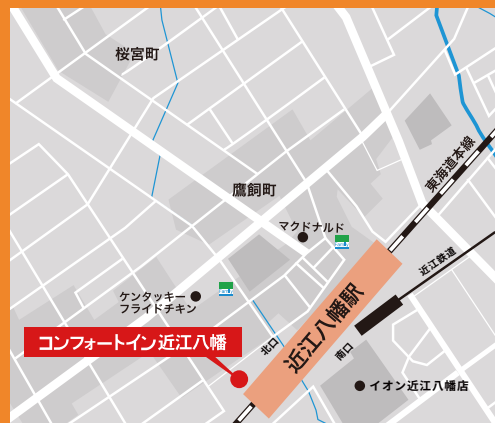 桜宮町
東海道本線
鷹飼町
マクドナルド
近江鉄道
ケンタッキー
フライドチキン
近江八幡駅
コンフォートイン近江八幡
北口
南口
イオン近江八幡店